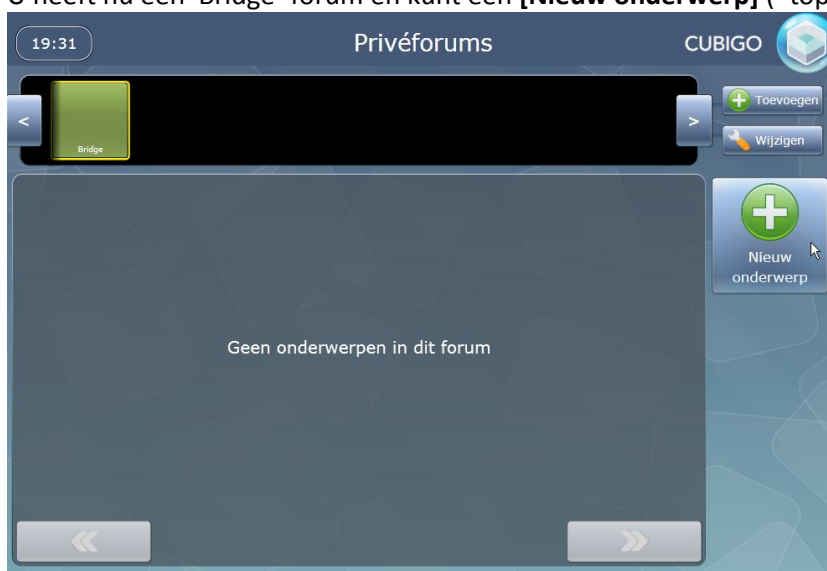 U heeft nu een 'Bridge' forum en kunt een [Nieuw onderwerp] (
19:31
Privéforums
CUBIGO
<
Bridge
>
Toevoegen
Wijzigen
Nieuw
onderwerp
Geen onderwerpen in dit forum